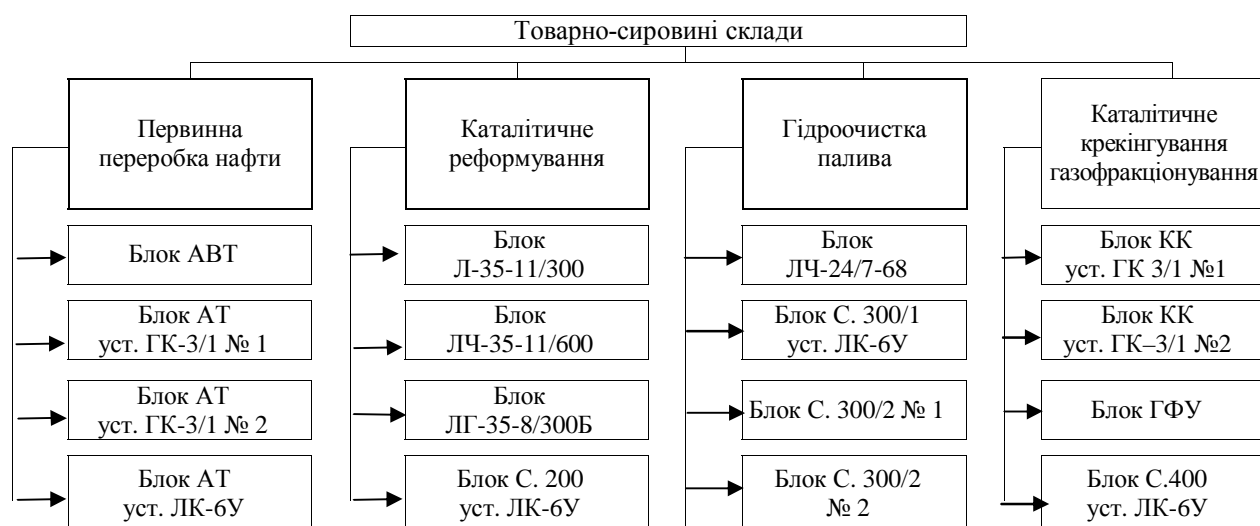 Товарно-сировині склади
Первинна
переробка нафти
Каталітичне
реформування
Гідроочистка
палива
Каталітичне
крекінгування
газофракціонування
Блок АВТ
Блок
Л-35-11/300
Блок
ЛЧ-24/7-68
Блок КК
уст. ГК 3/1 №1
Блок АТ
уст. ГК-3/1 № 1
Блок
ЛЧ-35-11/600
Блок С. 300/1
уст. ЛК-6У
Блок КК
уст. ГК–3/1 №2
Блок АТ
уст. ГК-3/1 № 2
Блок
ЛГ-35-8/300Б
Блок С. 300/2 № 1
Блок ГФУ
Блок АТ
уст. ЛК-6У
Блок С. 200
уст. ЛК-6У
Блок С. 300/2
№ 2
Блок С.400
уст. ЛК-6У